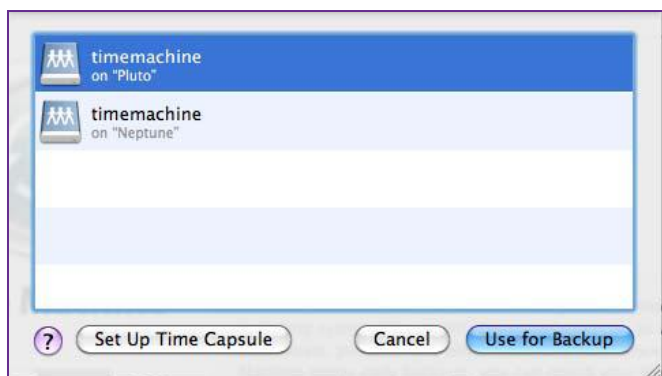 timemachine
on "Pluto"
timemachine
on "Neptune"
? Set Up Time Capsule Cancel Use for Backup